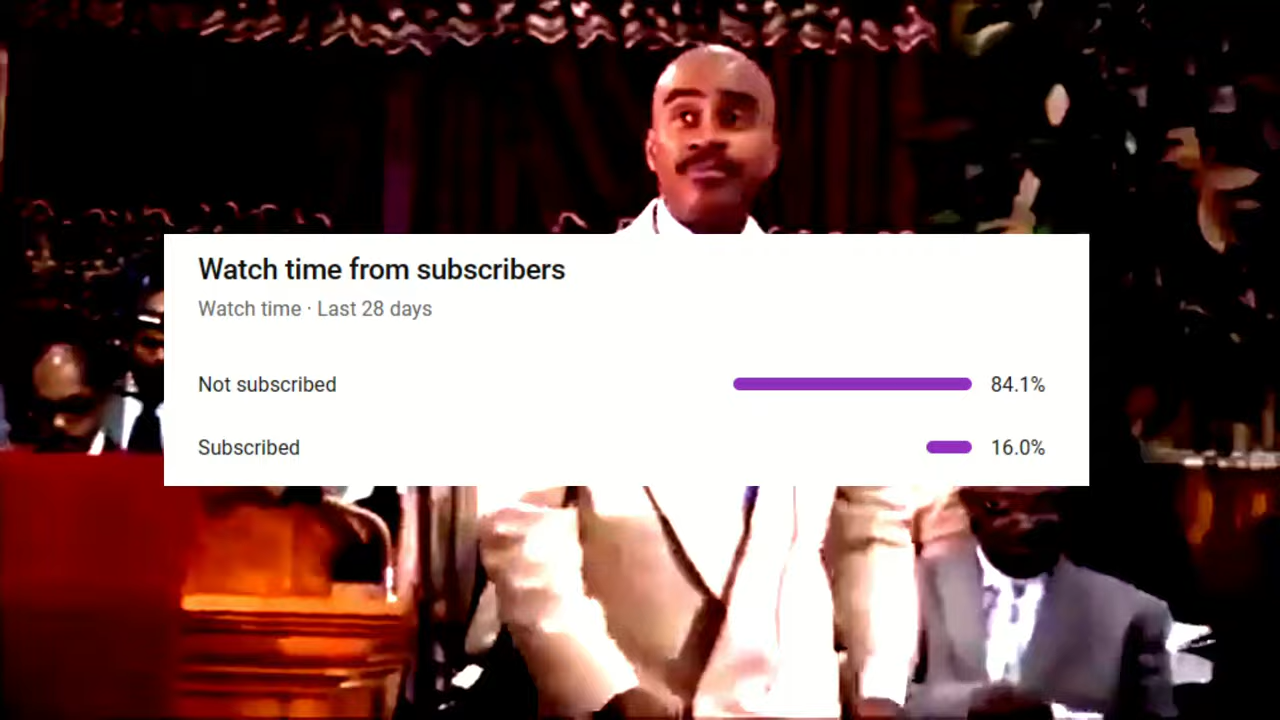 Watch time from subscribers
Watch time · Last 28 days
Not subscribed 84.1%
Subscribed 16.0%